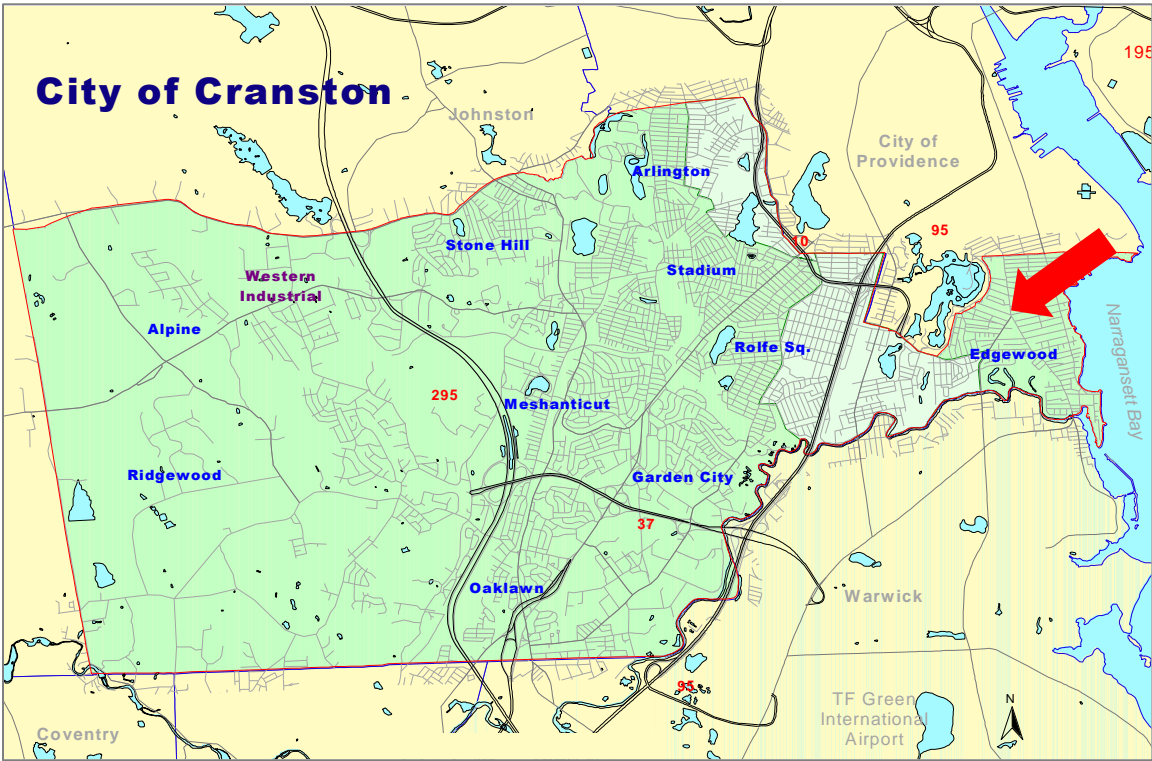 195
City of Cranston
Johnston
City of
Providence
Arlington
95
10
Stone Hill
Stadium
Western
Industrial
Alpine
Narragansett Bay
Rolfe Sq.
Edgewood
295
Meshanticut
Ridgewood
Garden City
37
Oaklawn
Warwick
95
N
TF Green
International
Airport
Coventry